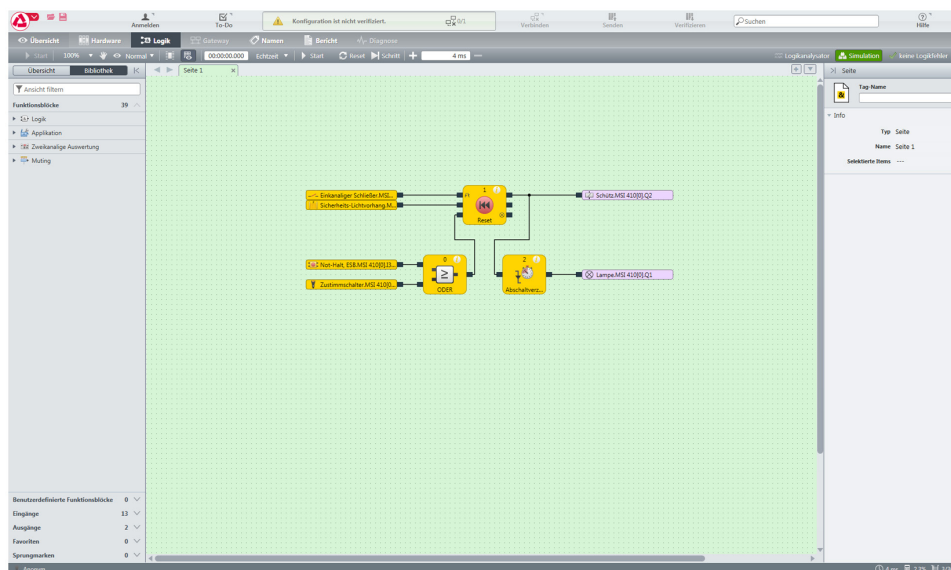 Anmelden
To-Do
Konfiguration ist nicht verifiziert.
0/1
Verbinden
Senden
Verifizieren
Suchen
Hilfe
Übersicht Hardware Logik Gateway Namen Bericht Diagnose
Start 100% Normal 00:00:00.000 Echtzeit Start Reset Schritt 4 ms Logikanalysator Simulation keine Logikfehler
Übersicht Bibliothek Seite 1 x Seite
Ansicht filtern
Tag-Name
Funktionsblöcke 39
Logik
Applikation
Zweikanalige Auswertung
Muting
Info
Typ Seite
Name Seite 1
Selektierte Items ---
Einkanaliger Schließer.MSI...
Sicherheits-Lichtvorhang.M...
1
Reset
Schütz.MSI 410[0].Q2
Not-Halt, ESB.MSI 410[0].I3...
Zustimmschalter.MSI 410[0...
0
≥
ODER
2
Abschaltverz...
Lampe.MSI 410[0].Q1
Benutzerdefinierte Funktionsblöcke 0
Eingänge 13
Ausgänge 2
Favoriten 0
Sprungmarken 0
4 ms